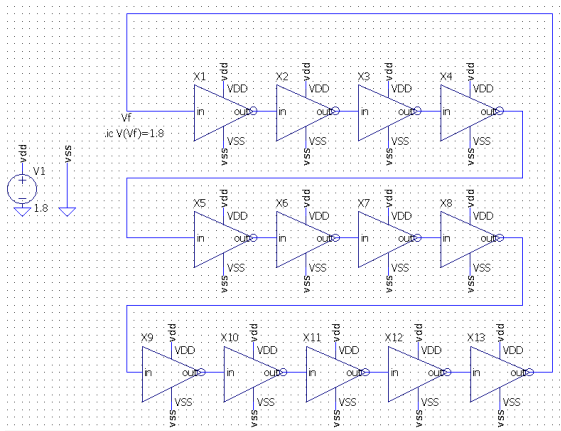 X1 X2 X3 X4
vdd vdd vdd vdd
VDD VDD VDD VDD
in out in out in out in out
Vf
.ic V(Vf)=1.8
VSS VSS VSS VSS
vss vss vss vss
vdd vss
V1
1.8
X5 X6 X7 X8
vdd vdd vdd vdd
VDD VDD VDD VDD
in out in out in out in out
VSS VSS VSS VSS
vss vss vss vss
X9 X10 X11 X12 X13
vdd vdd vdd vdd vdd
VDD VDD VDD VDD VDD
in out in out in out in out in out
VSS VSS VSS VSS VSS
vss vss vss vss vss